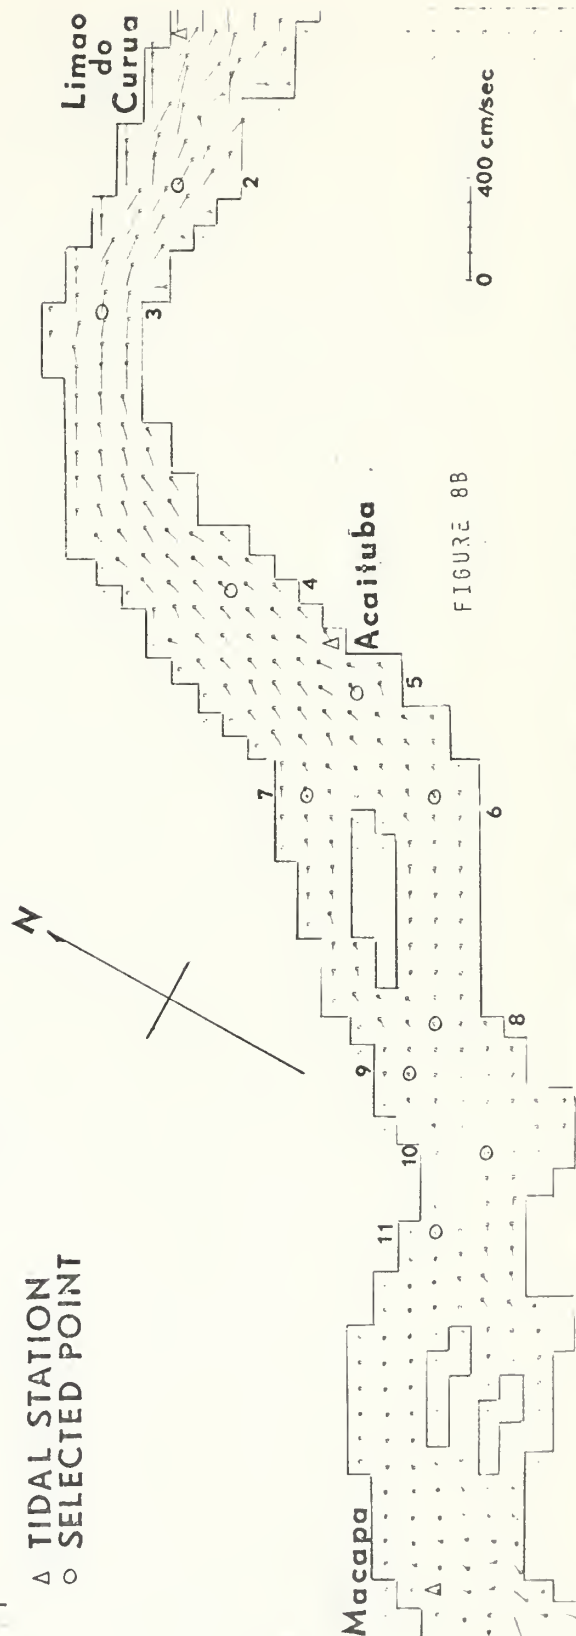 △ TIDAL STATION
○ SELECTED POINT
N
Limao
do
Curua
2
3
0 400 cm/sec
4
Acaituba
5
FIGURE 8B
7
6
8
9
10
11
Macapa